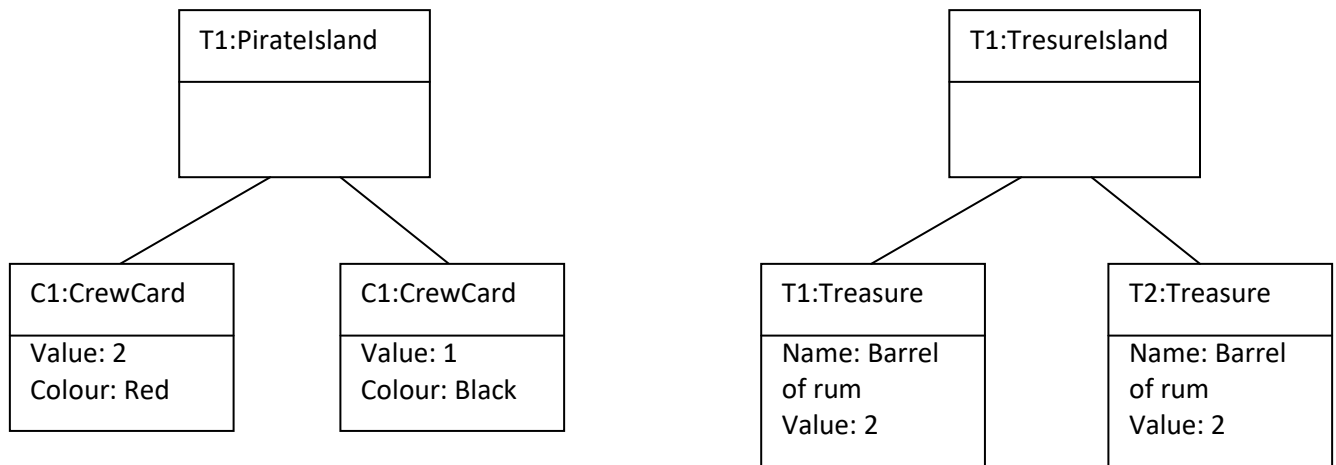 T1:PirateIsland
T1:TresureIsland
C1:CrewCard
Value: 2
Colour: Red
C1:CrewCard
Value: 1
Colour: Black
T1:Treasure
Name: Barrel
of rum
Value: 2
T2:Treasure
Name: Barrel
of rum
Value: 2